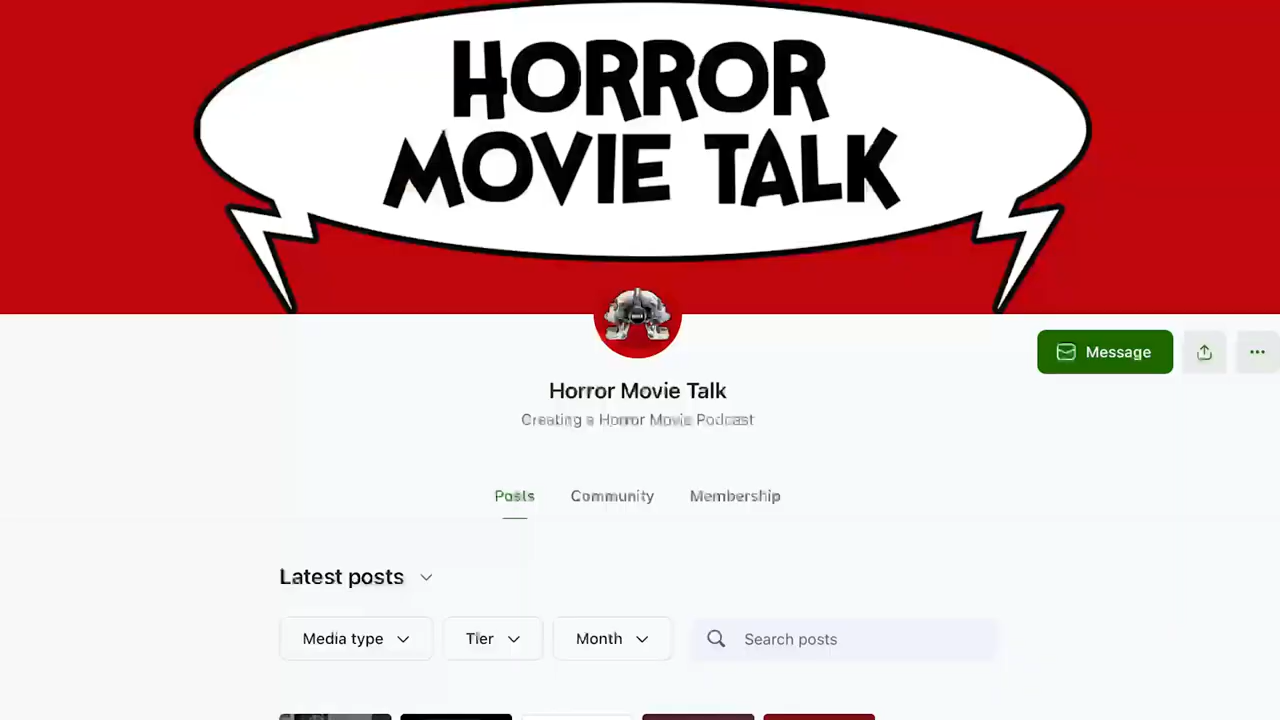 HORROR
MOVIE TALK
Message
Horror Movie Talk
Creating a Horror Movie Podcast
Posts Community Membership
Latest posts
Media type Tier Month Search posts